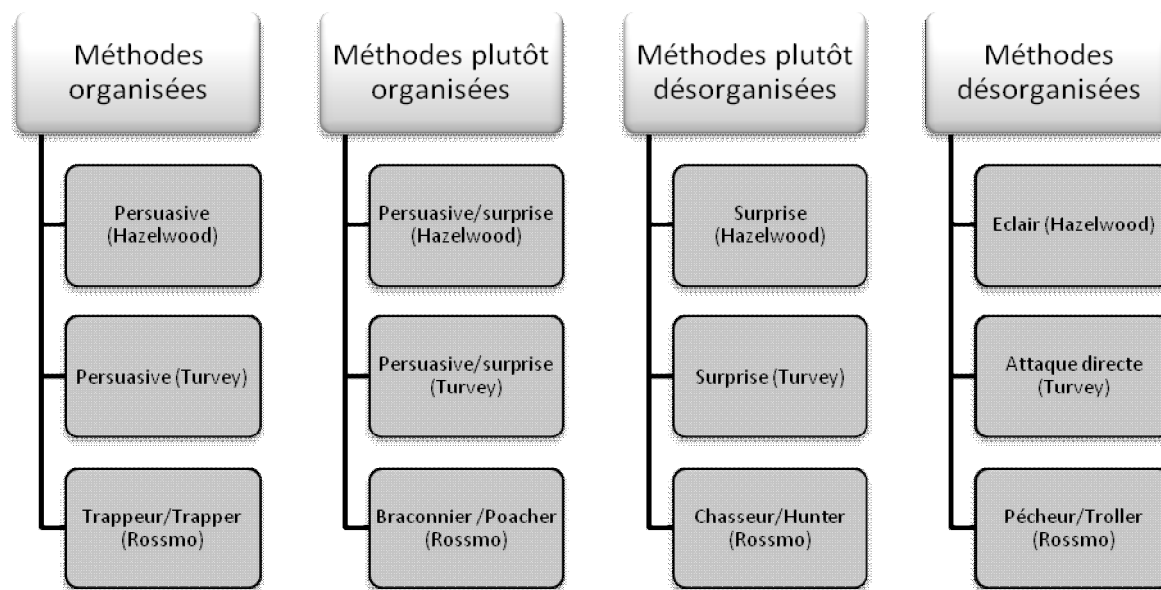 Méthodes
organisées
Persuasive
(Hazelwood)
Persuasive (Turvey)
Trappeur/Trapper
(Rossmo)
Méthodes plutôt
organisées
Persuasive/surprise
(Hazelwood)
Persuasive/surprise
(Turvey)
Braconnier /Poacher
(Rossmo)
Méthodes plutôt
désorganisées
Surprise
(Hazelwood)
Surprise (Turvey)
Chasseur/Hunter
(Rossmo)
Méthodes
désorganisées
Eclair (Hazelwood)
Attaque directe
(Turvey)
Pécheur/Troller
(Rossmo)